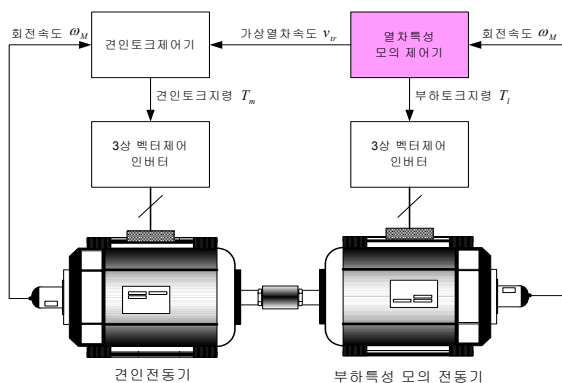 회전속도 ω_M
견인토크제어기
가상열차속도 v_tr
열차특성
모의 제어기
회전속도 ω_M
견인토크지령 T_m
부하토크지령 T_l
3상 벡터제어
인버터
3상 벡터제어
인버터
견인전동기
부하특성 모의 전동기